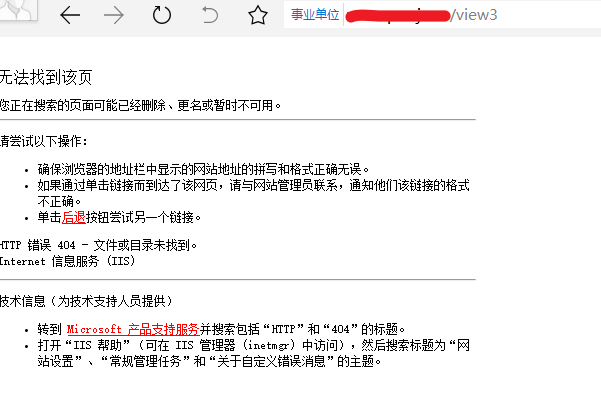 事业单位 /view3
无法找到该页
您正在搜索的页面可能已经删除、更名或暂时不可用。
请尝试以下操作:
• 确保浏览器的地址栏中显示的网站地址的拼写和格式正确无误。
• 如果通过单击链接而到达了该网页，请与网站管理员联系，通知他们该链接的格式
不正确。
• 单击后退按钮尝试另一个链接。
HTTP 错误 404 - 文件或目录未找到。
Internet 信息服务 (IIS)
技术信息（为技术支持人员提供）
• 转到 Microsoft 产品支持服务并搜索包括“HTTP”和“404”的标题。
• 打开“IIS 帮助”（可在 IIS 管理器 (inetmgr) 中访问），然后搜索标题为“网
站设置”、“常规管理任务”和“关于自定义错误消息”的主题。